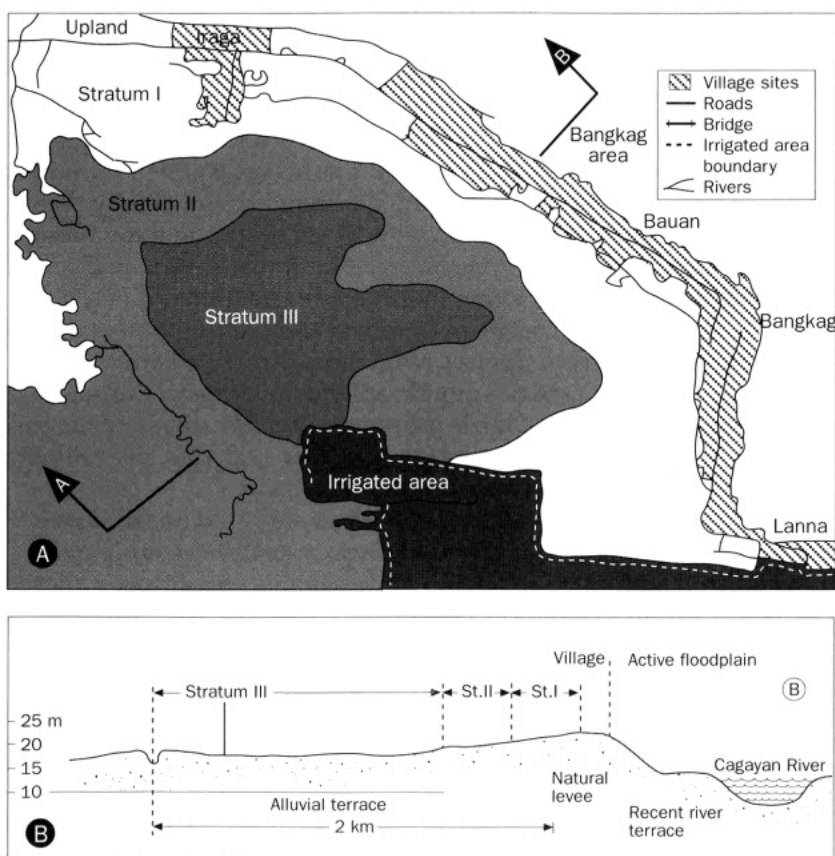 Upland
Iraga
Stratum I
B
Bangkag
area
Village sites
Roads
Bridge
Irrigated area
boundary
Rivers
Stratum II
Bauan
Stratum III
Bangkag
A
Irrigated area
Lanna
A
Village
Active floodplain
Stratum III
St.II
St.I
B
25 m
20
15
10
Cagayan River
Natural
levee
Alluvial terrace
Recent river
terrace
2 km
B